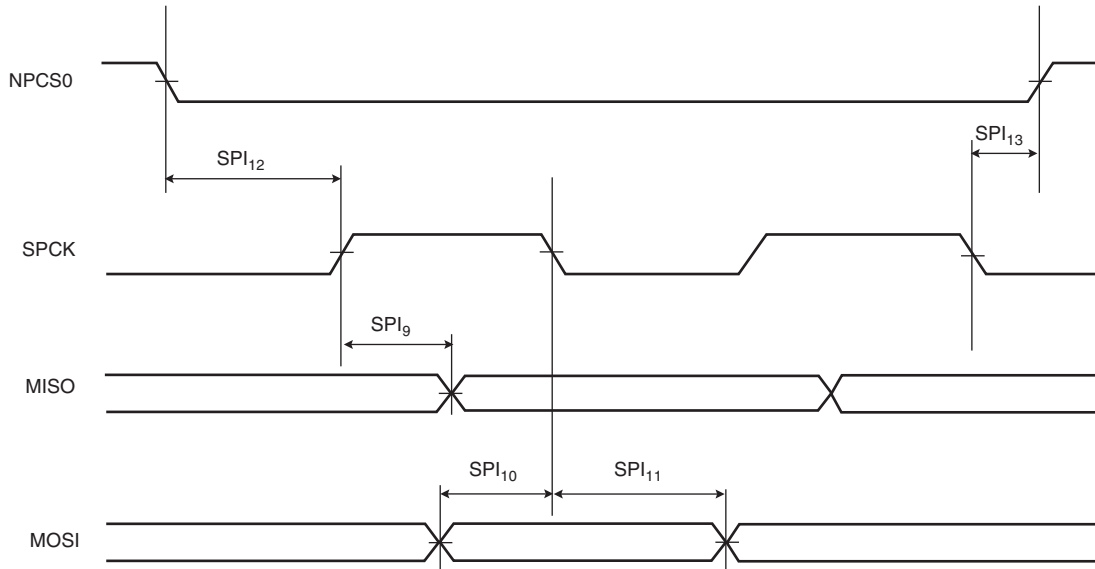 NPCS0
SPI₁₃
SPI₁₂
SPCK
SPI₉
MISO
SPI₁₀
SPI₁₁
MOSI